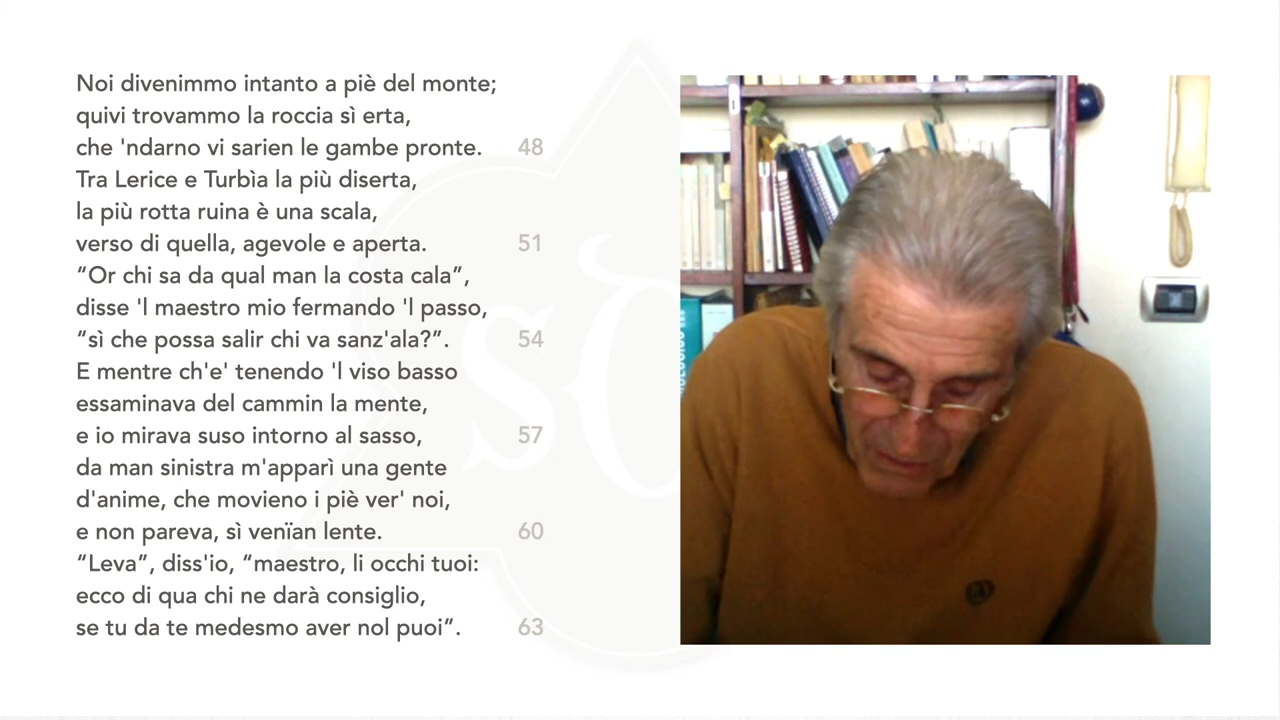 Noi divenimmo intanto a piè del monte;
quivi trovammo la roccia sì erta,
che 'ndarno vi sarien le gambe pronte. 48
Tra Lerice e Turbìa la più diserta,
la più rotta ruina è una scala,
verso di quella, agevole e aperta. 51
“Or chi sa da qual man la costa cala”,
disse 'l maestro mio fermando 'l passo,
“sì che possa salir chi va sanz'ala?”. 54
E mentre ch'e' tenendo 'l viso basso
essaminava del cammin la mente,
e io mirava suso intorno al sasso, 57
da man sinistra m'apparì una gente
d'anime, che movieno i piè ver' noi,
e non pareva, sì venïan lente. 60
“Leva”, diss'io, “maestro, li occhi tuoi:
ecco di qua chi ne darà consiglio,
se tu da te medesmo aver nol puoi”. 63